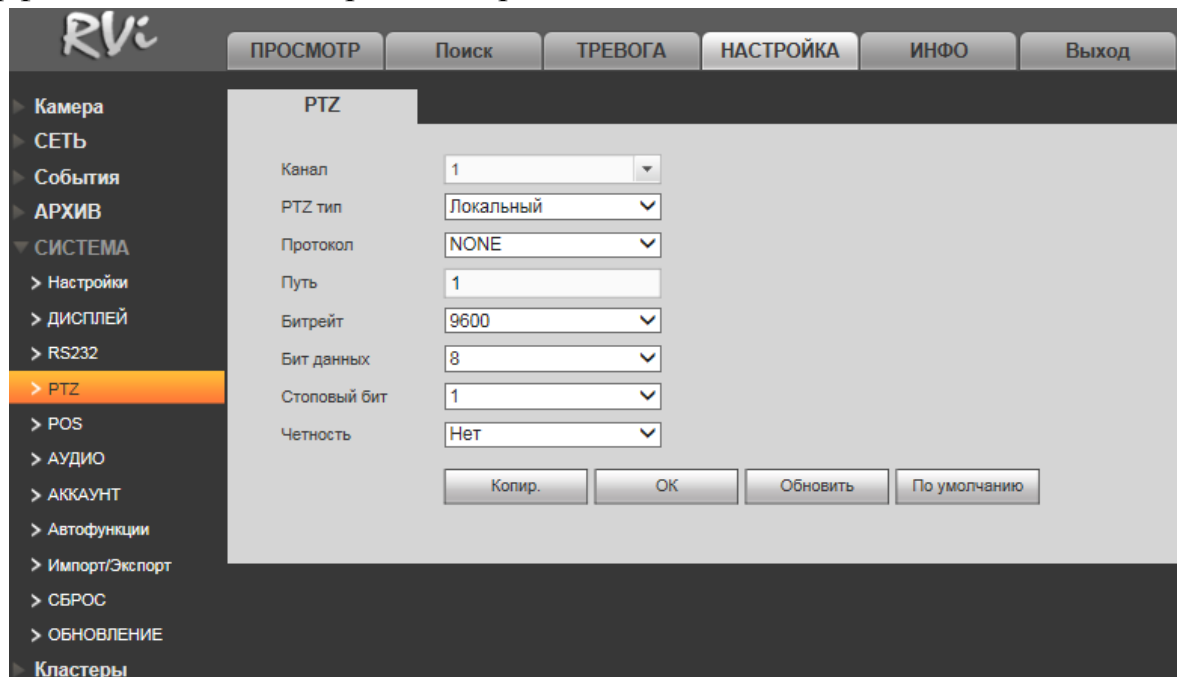 RVi
ПРОСМОТР Поиск ТРЕВОГА НАСТРОЙКА ИНФО Выход
Камера
СЕТЬ
События
АРХИВ
СИСТЕМА
> Настройки
> ДИСПЛЕЙ
> RS232
> PTZ
> POS
> АУДИО
> АККАУНТ
> Автофункции
> Импорт/Экспорт
> СБРОС
> ОБНОВЛЕНИЕ
Кластеры
PTZ
Канал 1
PTZ тип Локальный
Протокол NONE
Путь 1
Битрейт 9600
Бит данных 8
Стоповый бит 1
Четность Нет
Копир. ОК Обновить По умолчанию